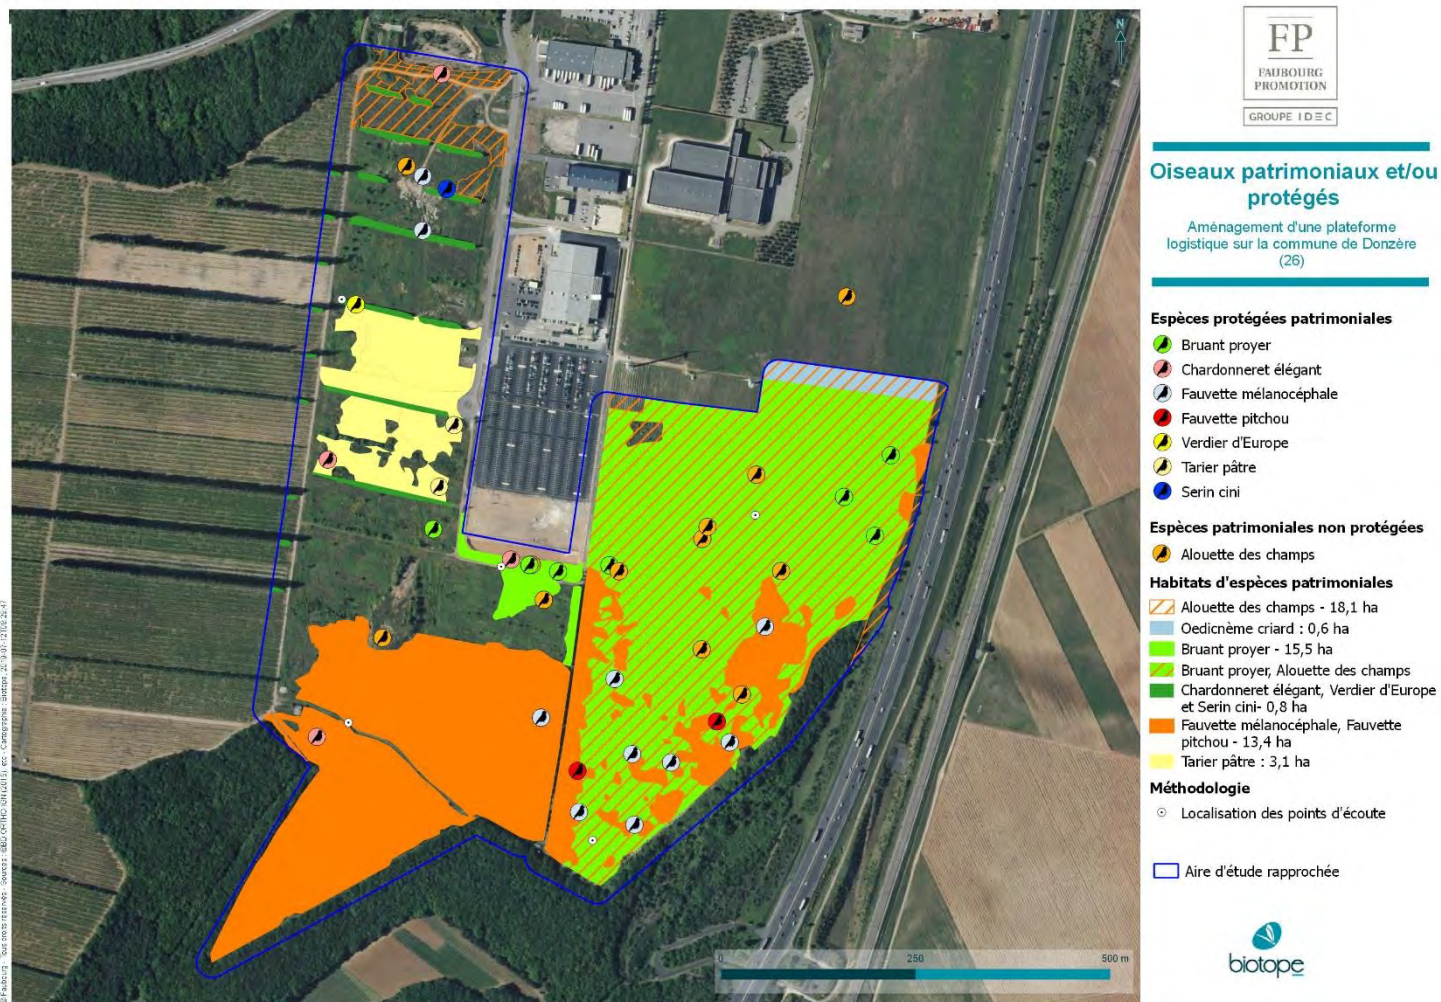 N
FP
FAUBOURG
PROMOTION
GROUPE IDEC
Oiseaux patrimoniaux et/ou
protégés
Aménagement d'une plateforme
logistique sur la commune de Donzère
(26)
Espèces protégées patrimoniales
Bruant proyer
Chardonneret élégant
Fauvette mélanocéphale
Fauvette pitchou
Verdier d'Europe
Tarier pâtre
Serin cini
Espèces patrimoniales non protégées
Alouette des champs
Habitats d'espèces patrimoniales
Alouette des champs - 18,1 ha
Oedicnème criard : 0,6 ha
Bruant proyer - 15,5 ha
Bruant proyer, Alouette des champs
Chardonneret élégant, Verdier d'Europe
et Serin cini- 0,8 ha
Fauvette mélanocéphale, Fauvette
pitchou - 13,4 ha
Tarier pâtre : 3,1 ha
Méthodologie
Localisation des points d'écoute
Aire d'étude rapprochée
biotope
0 250 500 m